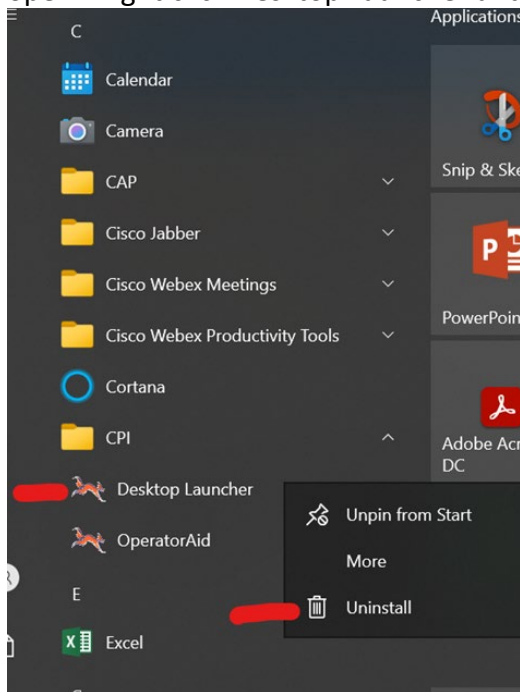 C
Applications
Calendar
Camera
CAP
Snip & Ske
Cisco Jabber
Cisco Webex Meetings
PowerPoin
Cisco Webex Productivity Tools
Cortana
CPI
Adobe Acr
DC
Desktop Launcher
Unpin from Start
OperatorAid
More
E
Uninstall
Excel